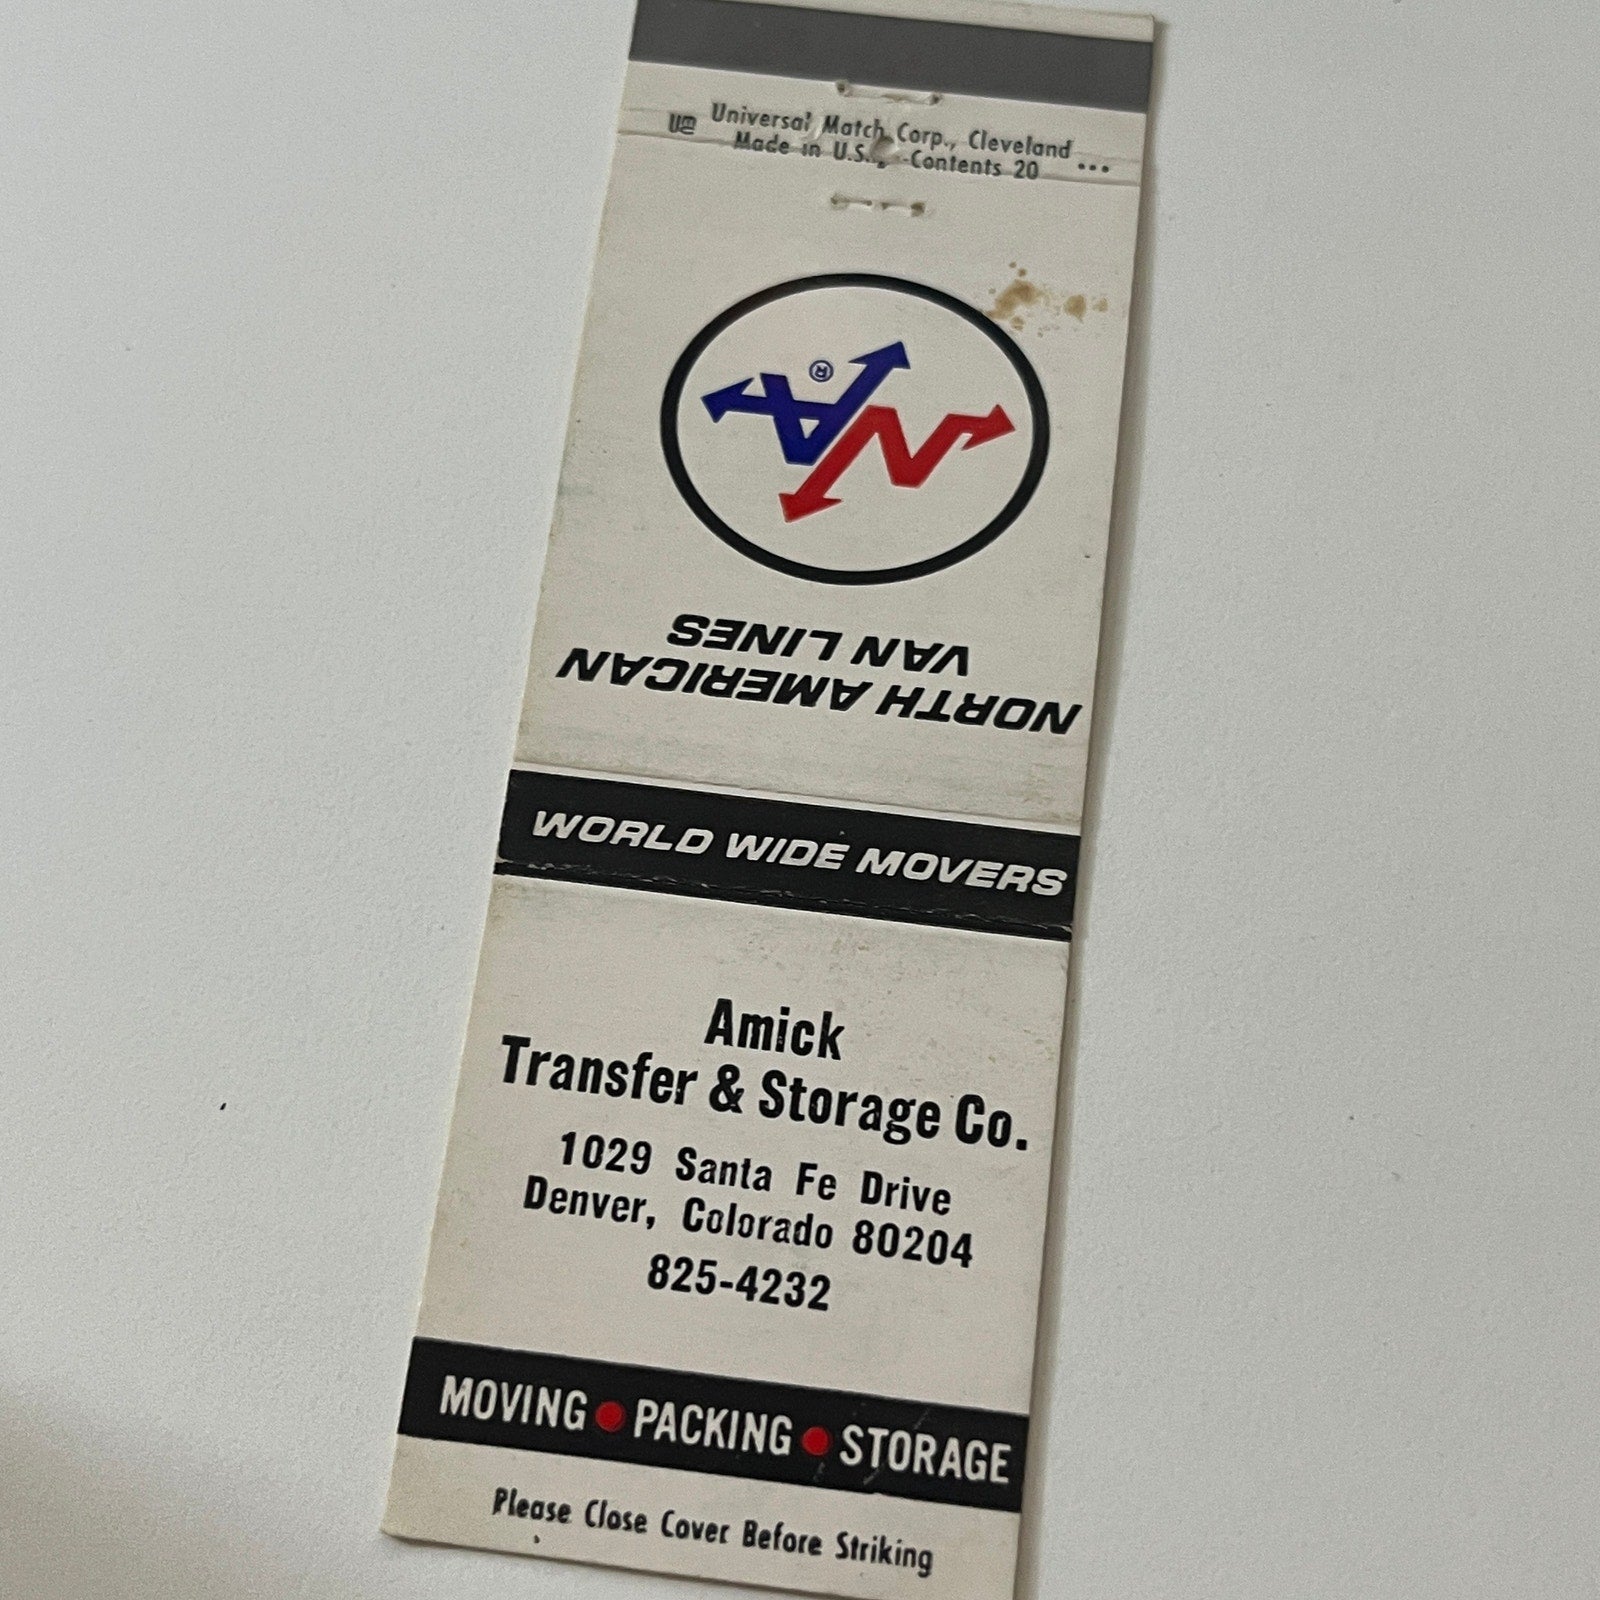 Universal Match Corp., Cleveland
Made in U.S. -Contents 20
NA
®
NORTH AMERICAN
VAN LINES
WORLD WIDE MOVERS
Amick
Transfer & Storage Co.
1029 Santa Fe Drive
Denver, Colorado 80204
825-4232
MOVING • PACKING • STORAGE
Please Close Cover Before Striking